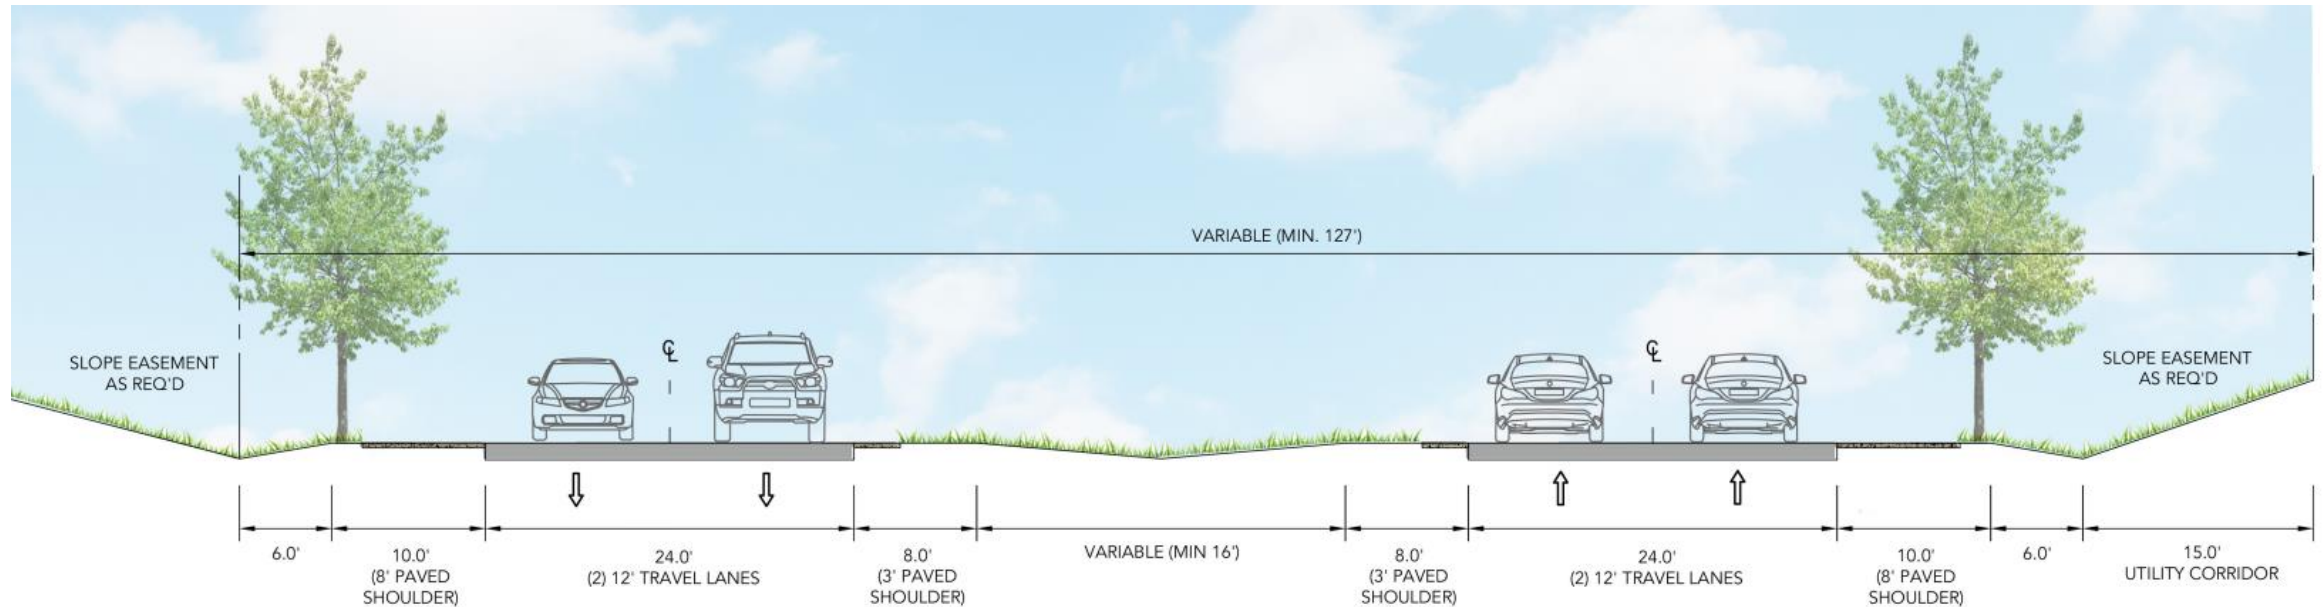 VARIABLE (MIN. 127')
SLOPE EASEMENT
AS REQ'D
℄
℄
SLOPE EASEMENT
AS REQ'D
6.0'
10.0'
(8' PAVED
SHOULDER)
24.0'
(2) 12' TRAVEL LANES
8.0'
(3' PAVED
SHOULDER)
VARIABLE (MIN 16')
8.0'
(3' PAVED
SHOULDER)
24.0'
(2) 12' TRAVEL LANES
10.0'
(8' PAVED
SHOULDER)
6.0'
15.0'
UTILITY CORRIDOR